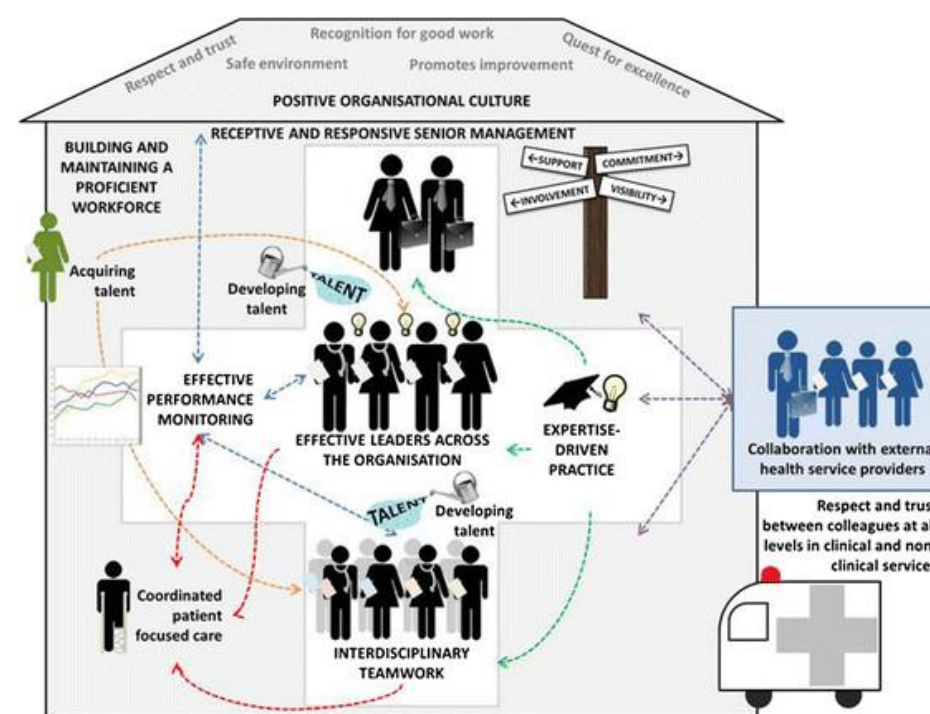 Respect and trust
Recognition for good work
Quest for excellence
Safe environment
Promotes improvement
POSITIVE ORGANISATIONAL CULTURE
RECEPTIVE AND RESPONSIVE SENIOR MANAGEMENT
BUILDING AND
MAINTAINING A
PROFICIENT
WORKFORCE
←SUPPORT
COMMITMENT→
←INVOLVEMENT
VISIBILITY→
Acquiring
talent
Developing
talent
TALENT
EFFECTIVE
PERFORMANCE
MONITORING
EFFECTIVE LEADERS ACROSS
THE ORGANISATION
EXPERTISE-
DRIVEN
PRACTICE
Collaboration with externa
health service providers
Respect and trus
between colleagues at al
levels in clinical and non
clinical service
TALENT
Developing
talent
Coordinated
patient
focused care
INTERDISCIPLINARY
TEAMWORK